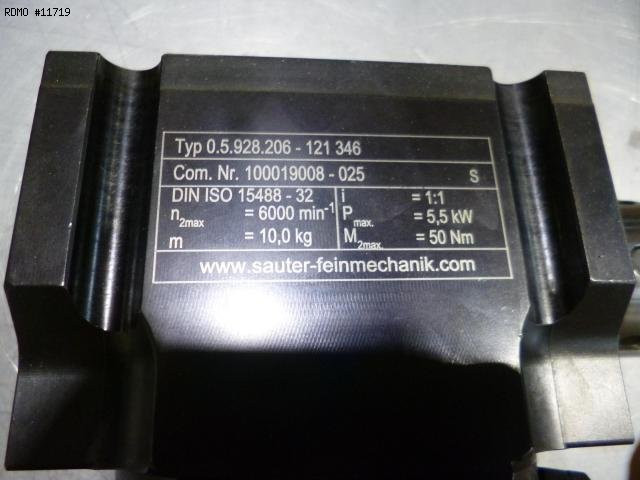 RDMO #11719
Typ 0.5.928.206 - 121 346
Com. Nr. 100019008 - 025 S
DIN ISO 15488 - 32 i = 1:1
n2max = 6000 min⁻¹ Pmax. = 5,5 kW
m = 10,0 kg M2max. = 50 Nm
www.sauter-feinmechanik.com